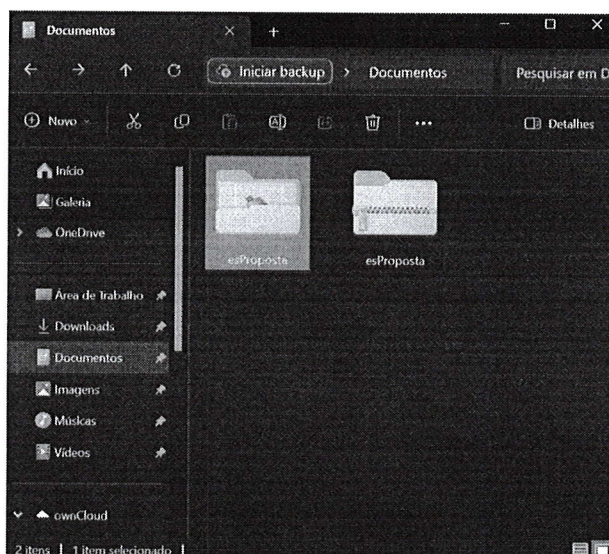 Documentos
Iniciar backup > Documentos
Pesquisar em D
Novo
Detalhes
Início
Galeria
OneDrive
Área de Trabalho
Downloads
Documentos
Imagens
Músicas
Vídeos
ownCloud
esProposta
esProposta
2 itens | 1 item selecionado |